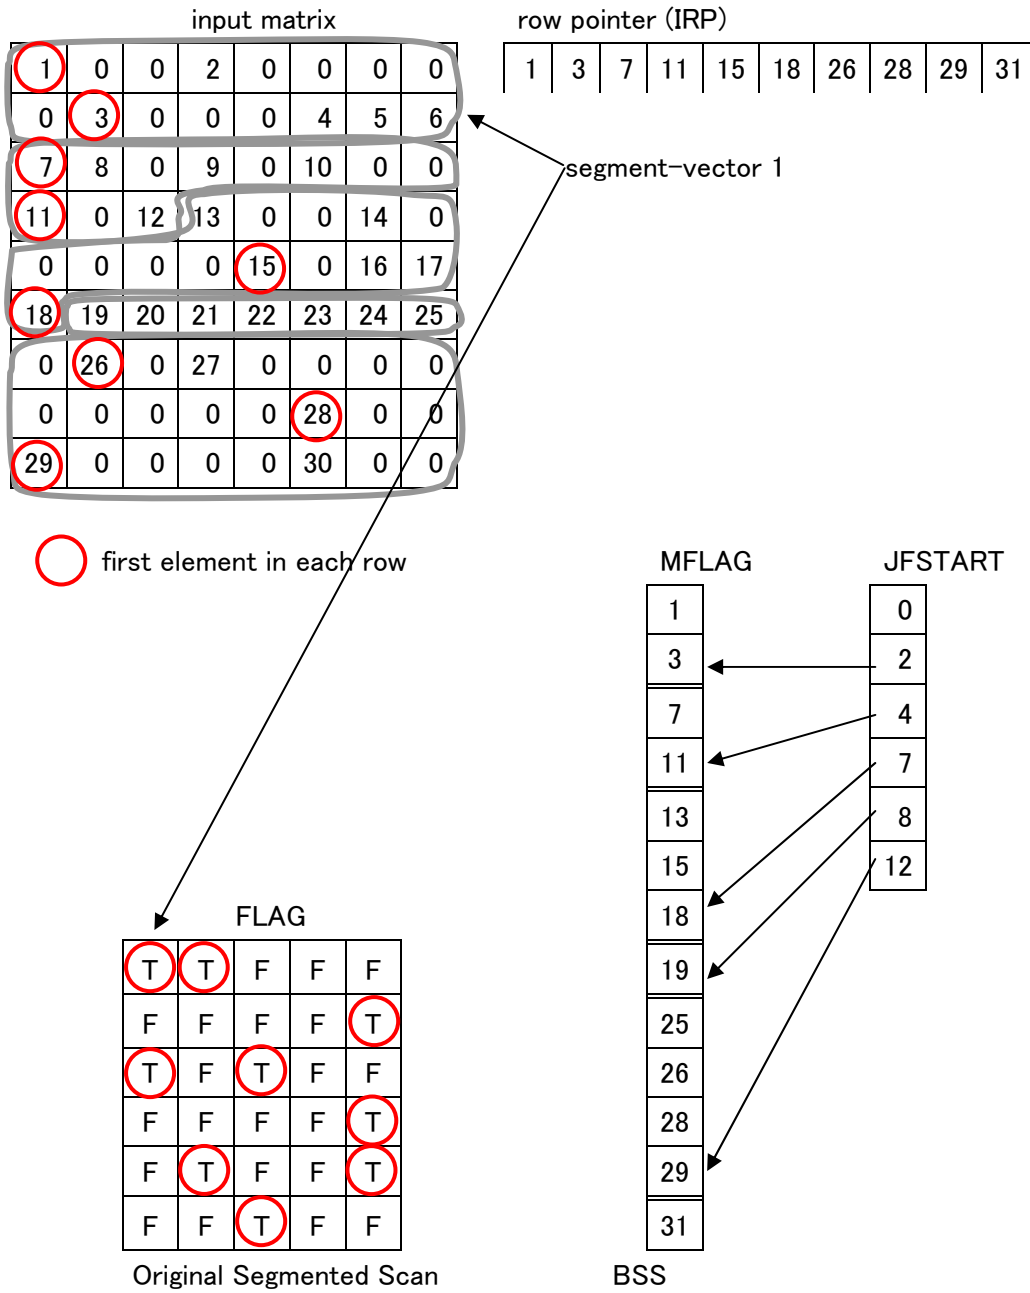 input matrix
row pointer (IRP)
1 0 0 2 0 0 0 0
0 3 0 0 0 4 5 6
7 8 0 9 0 10 0 0
11 0 12 13 0 0 14 0
0 0 0 0 15 0 16 17
18 19 20 21 22 23 24 25
0 26 0 27 0 0 0 0
0 0 0 0 0 28 0 0
29 0 0 0 0 30 0 0
1 3 7 11 15 18 26 28 29 31
segment-vector 1
first element in each row
MFLAG
1
3
7
11
13
15
18
19
25
26
28
29
31
BSS
JFSTART
0
2
4
7
8
12
FLAG
T T F F F
F F F F T
T F T F F
F F F F T
F T F F T
F F T F F
Original Segmented Scan